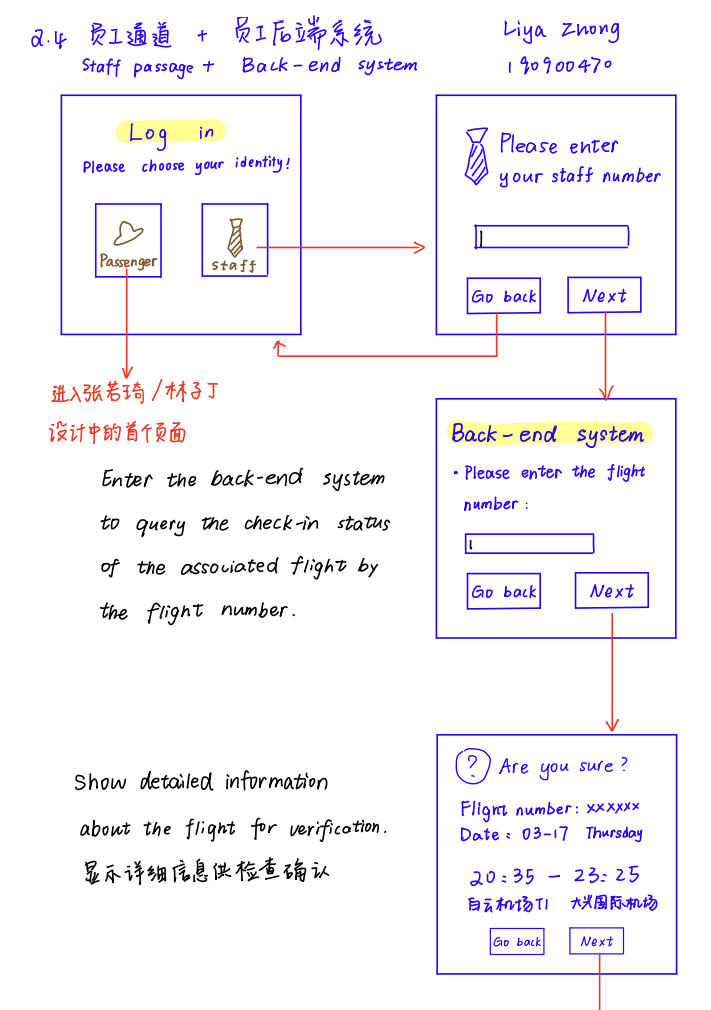 2.4 员工通道 + 员工后端系统
Staff passage + Back-end system
Liya Zhong
190900470
Log in
Please choose your identity!
Passenger
staff
Please enter
your staff number
Go back
Next
进入张若琦/林子丁
设计中的首个页面
Enter the back-end system
to query the check-in status
of the associated flight by
the flight number.
Back-end system
· Please enter the flight
number:
Go back
Next
Show detailed information
about the flight for verification.
显示详细信息供检查确认
? Are you sure?
Flight number: xxxxxx
Date: 03-17 Thursday
20:35 — 23:25
白云机场T1 大兴国际机场
Go back
Next